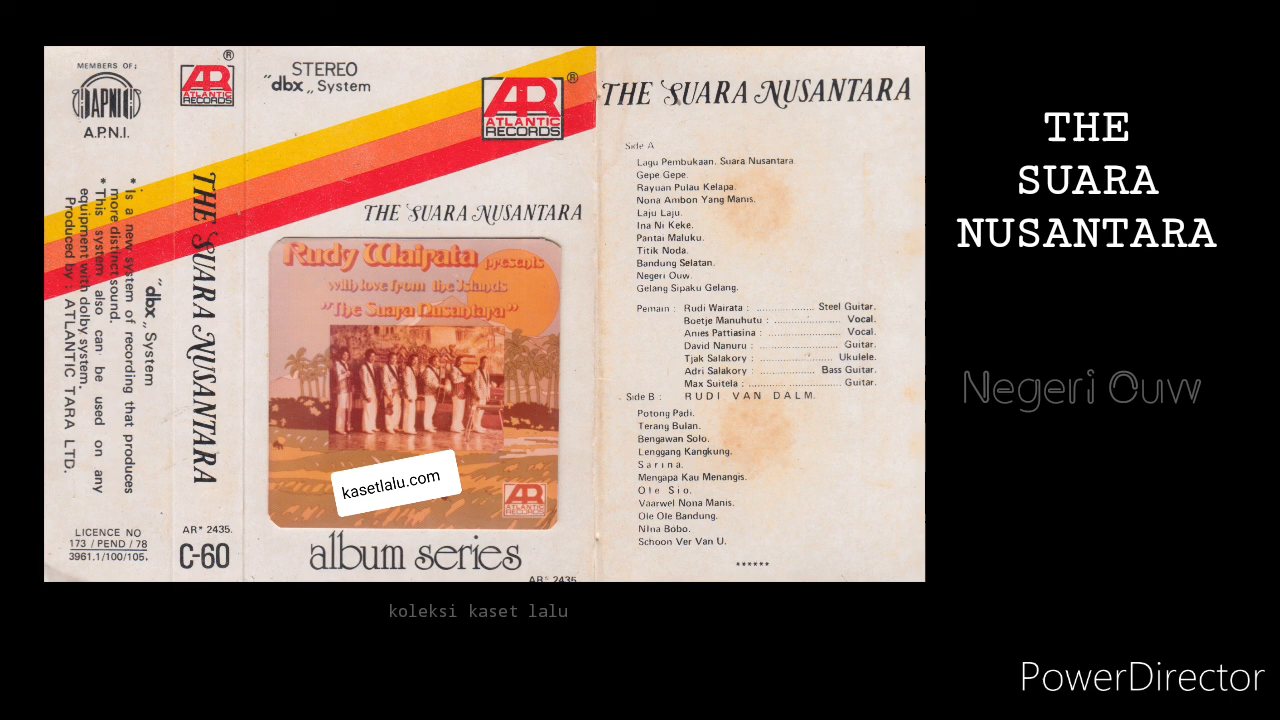 MEMBERS OF:
APNI
A.P.N.I.
* Is a new system of recording that produces
more distinct sound.
* This system also can be used on any
equipment with dolby system.
Produced by : ATLANTIC TARA LTD.
"dbx„ System
LICENCE NO
173 / PEND / 78
3961.1/100/105.
®
AR
ATLANTIC
RECORDS
THE SUARA NUSANTARA
AR* 2435.
C-60
STEREO
"dbx„ System
®
AR
ATLANTIC
RECORDS
THE SUARA NUSANTARA
Rudy Wairata presents
with love from the islands
"The Suara Nusantara"
kasetlalu.com
AR
ATLANTIC
RECORDS
album series
AR* 2435
THE SUARA NUSANTARA
Side A
Lagu Pembukaan. Suara Nusantara.
Gepe Gepe.
Rayuan Pulau Kelapa.
Nona Ambon Yang Manis.
Laju Laju.
Ina Ni Keke.
Pantai Maluku.
Titik Noda.
Bandung Selatan.
Negeri Ouw.
Gelang Sipaku Gelang.
Pemain : Rudi Wairata : .................... Steel Guitar.
Boetje Manuhutu : ....................... Vocal.
Anies Pattiasina : ......................... Vocal.
David Nanuru : ........................... Guitar.
Tjak Salakory : ......................... Ukulele.
Adri Salakory : ................... Bass Guitar.
Max Suitela : ............................... Guitar.
Side B : RUDI VAN DALM.
Potong Padi.
Terang Bulan.
Bengawan Solo.
Lenggang Kangkung.
Sarina.
Mengapa Kau Menangis.
Ole Sio.
Vaarwel Nona Manis.
Ole Ole Bandung.
Nina Bobo.
Schoon Ver Van U.
******
THE
SUARA
NUSANTARA
Negeri Ouw
koleksi kaset lalu
PowerDirector